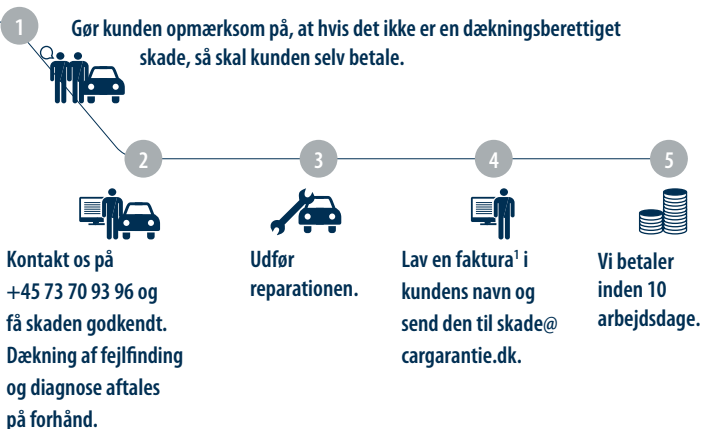 1
Gør kunden opmærksom på, at hvis det ikke er en dækningsberettiget
skade, så skal kunden selv betale.
2
3
4
5
Kontakt os på
+45 73 70 93 96 og
få skaden godkendt.
Dækning af fejlfinding
og diagnose aftales
på forhånd.
Udfør
reparationen.
Lav en faktura¹ i
kundens navn og
send den til skade@
cargarantie.dk.
Vi betaler
inden 10
arbejdsdage.